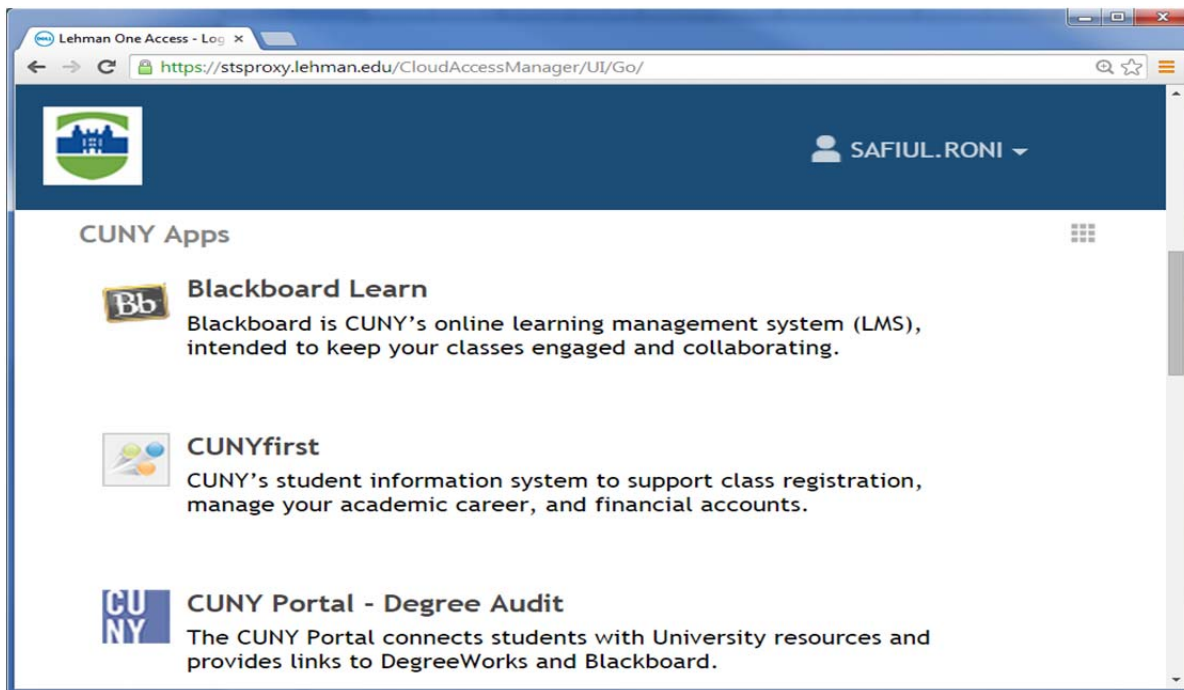 Lehman One Access - Log
https://stsproxy.lehman.edu/CloudAccessManager/UI/Go/
SAFIUL.RONI
CUNY Apps
Bb
Blackboard Learn
Blackboard is CUNY’s online learning management system (LMS),
intended to keep your classes engaged and collaborating.
CUNYfirst
CUNY’s student information system to support class registration,
manage your academic career, and financial accounts.
CU
NY
CUNY Portal - Degree Audit
The CUNY Portal connects students with University resources and
provides links to DegreeWorks and Blackboard.